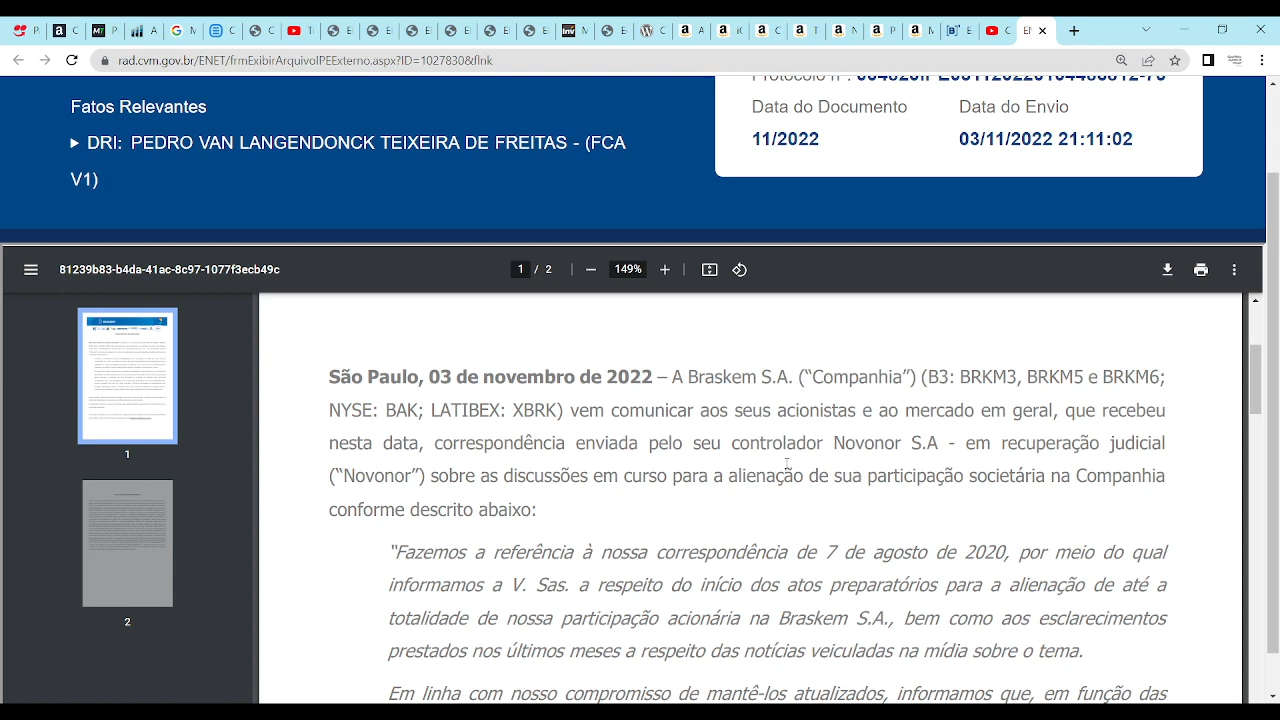 rad.cvm.gov.br/ENET/frmExibirArquivoIPEExterno.aspx?ID=1027830&flnk
Fatos Relevantes
DRI: PEDRO VAN LANGENDONCK TEIXEIRA DE FREITAS - (FCA
V1)
Data do Documento
Data do Envio
11/2022
03/11/2022 21:11:02
81239b83-b4da-41ac-8c97-1077f3ecb49c
1 / 2
149%
São Paulo, 03 de novembro de 2022 – A Braskem S.A. (“Companhia”) (B3: BRKM3, BRKM5 e BRKM6;
NYSE: BAK; LATIBEX: XBRK) vem comunicar aos seus acionistas e ao mercado em geral, que recebeu
nesta data, correspondência enviada pelo seu controlador Novonor S.A - em recuperação judicial
(“Novonor”) sobre as discussões em curso para a alienação de sua participação societária na Companhia
conforme descrito abaixo:
“Fazemos a referência à nossa correspondência de 7 de agosto de 2020, por meio do qual
informamos a V. Sas. a respeito do início dos atos preparatórios para a alienação de até a
totalidade de nossa participação acionária na Braskem S.A., bem como aos esclarecimentos
prestados nos últimos meses a respeito das notícias veiculadas na mídia sobre o tema.
Em linha com nosso compromisso de mantê-los atualizados, informamos que, em função das
1
2